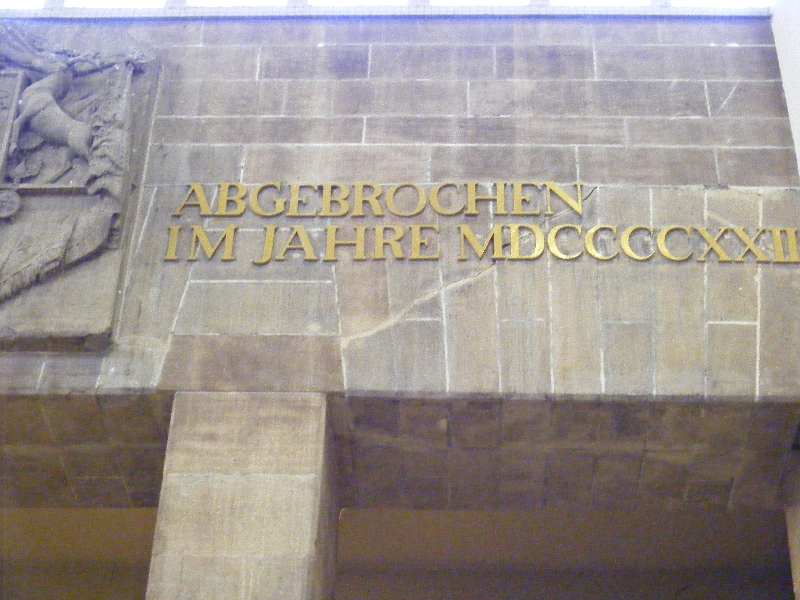 ABGEBROCHEN
IM JAHRE MDCCCCXXII